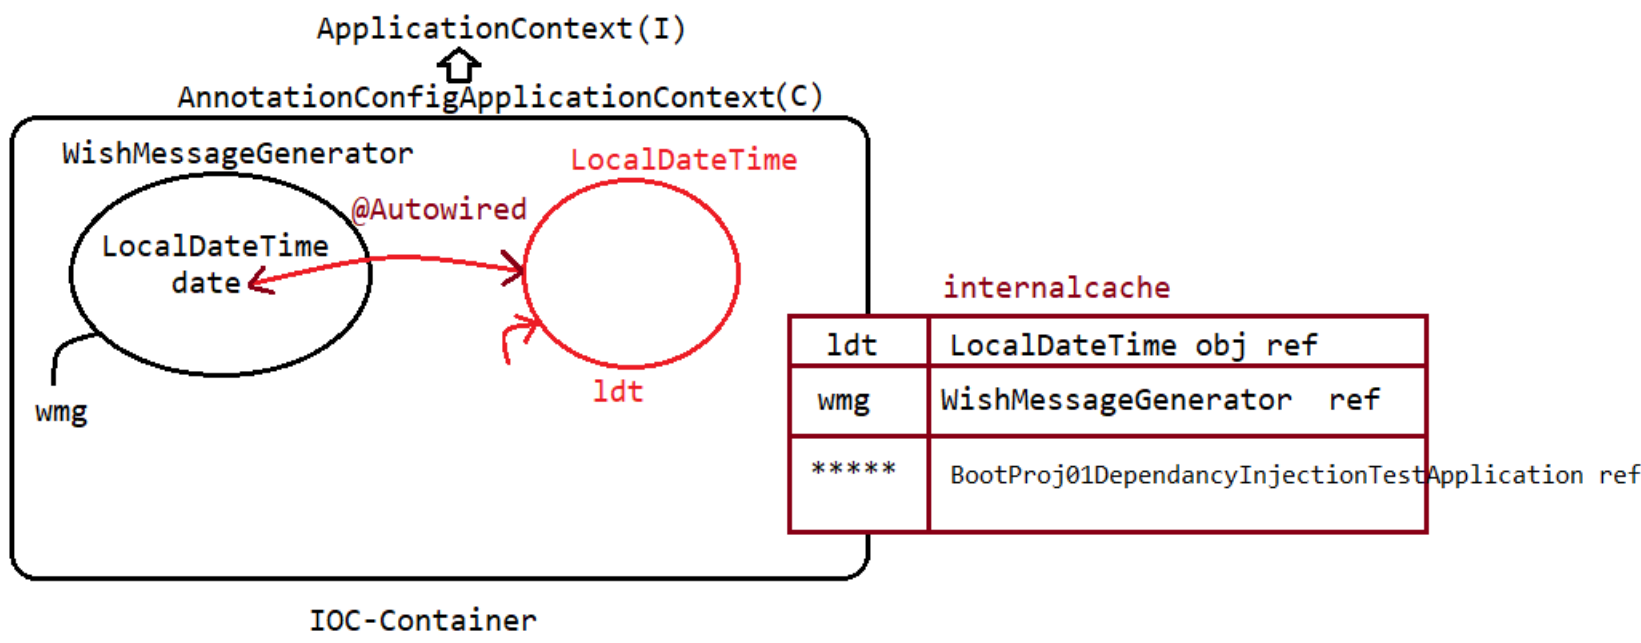 ApplicationContext(I)
AnnotationConfigApplicationContext(C)
WishMessageGenerator
LocalDateTime
@Autowired
LocalDateTime
date
ldt
wmg
internalcache
ldt LocalDateTime obj ref
wmg WishMessageGenerator ref
***** BootProj01DependancyInjectionTestApplication ref
IOC-Container